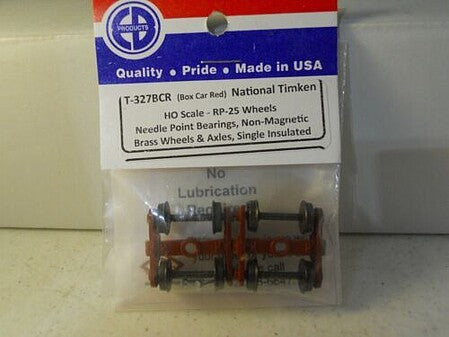 PRODUCTS
Quality • Pride • Made in USA
T-327BCR (Box Car Red) National Timken
HO Scale - RP-25 Wheels
Needle Point Bearings, Non-Magnetic
Brass Wheels & Axles, Single Insulated
No
Lubrication
call